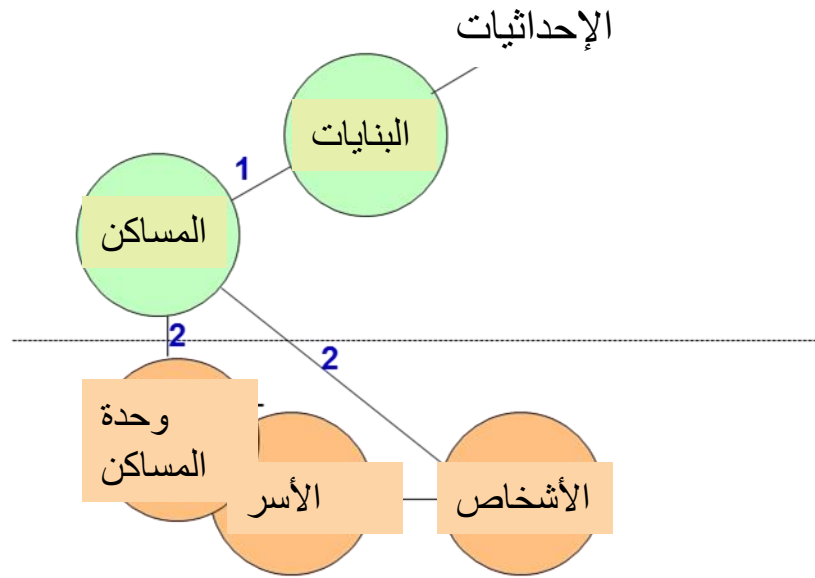 الإحداثيات
البنايات
1
المساكن
2
2
وحدة
المساكن
الأسر
الأشخاص